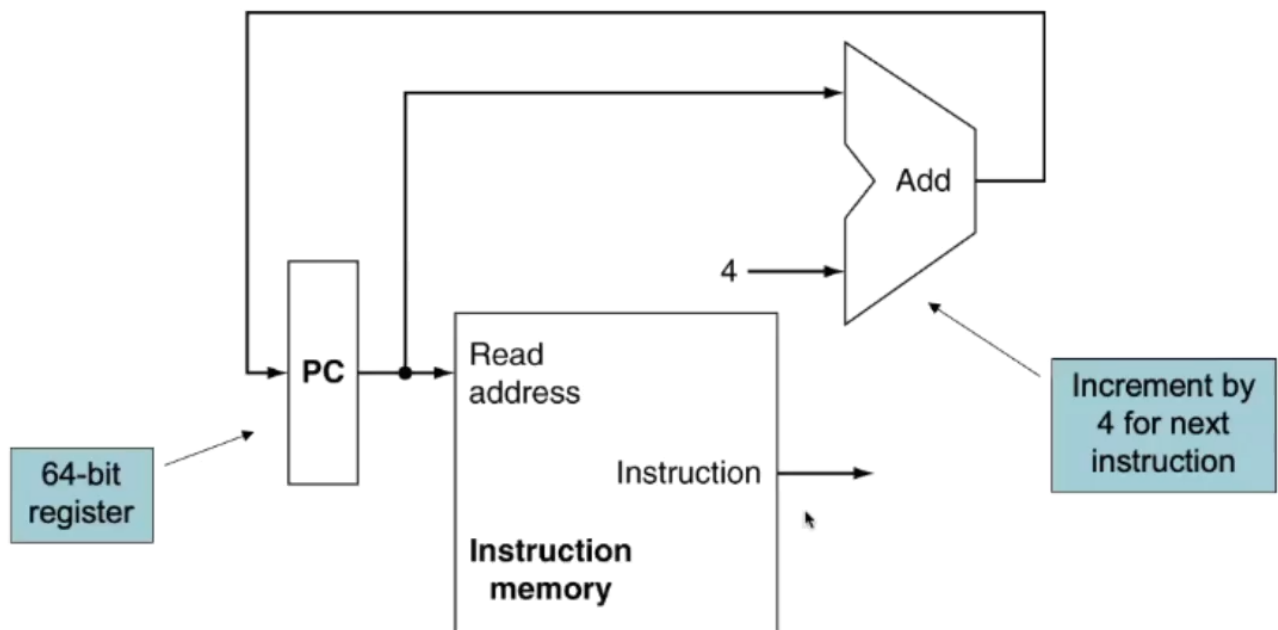 Add
4
PC
Read
address
Increment by
4 for next
instruction
64-bit
register
Instruction
Instruction
memory